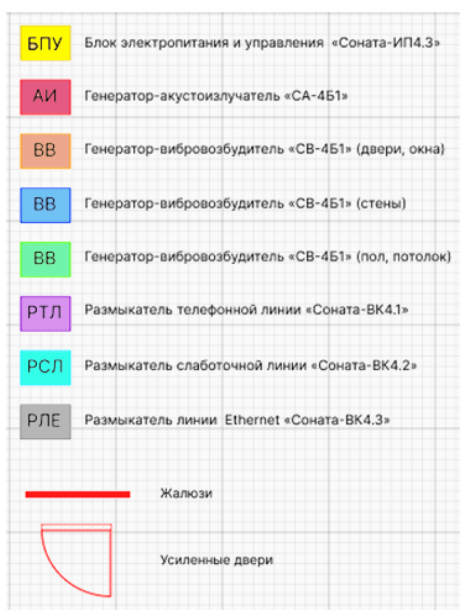 БПУ Блок электропитания и управления «Соната-ИП4.3»
АИ Генератор-акустоизлучатель «СА-4Б1»
ВВ Генератор-вибровозбудитель «СВ-4Б1» (двери, окна)
ВВ Генератор-вибровозбудитель «СВ-4Б1» (стены)
ВВ Генератор-вибровозбудитель «СВ-4Б1» (пол, потолок)
РТЛ Размыкатель телефонной линии «Соната-ВК4.1»
РСЛ Размыкатель слаботочной линии «Соната-ВК4.2»
РЛЕ Размыкатель линии Ethernet «Соната-ВК4.3»
Жалюзи
Усиленные двери